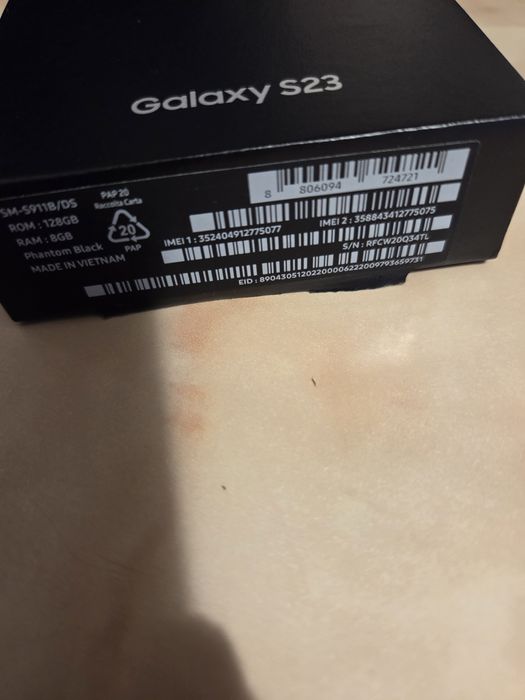 Galaxy S23
SM-S911B/DS
ROM : 128GB
RAM : 8GB
Phantom Black
MADE IN VIETNAM
PAP 20
Raccolta Carta
20
PAP
8 806094 724721
IMEI 1 : 352404912775077
IMEI 2 : 358843412775075
S/N : RFCW20Q34TL
EID : 89043051202200006222009793659731